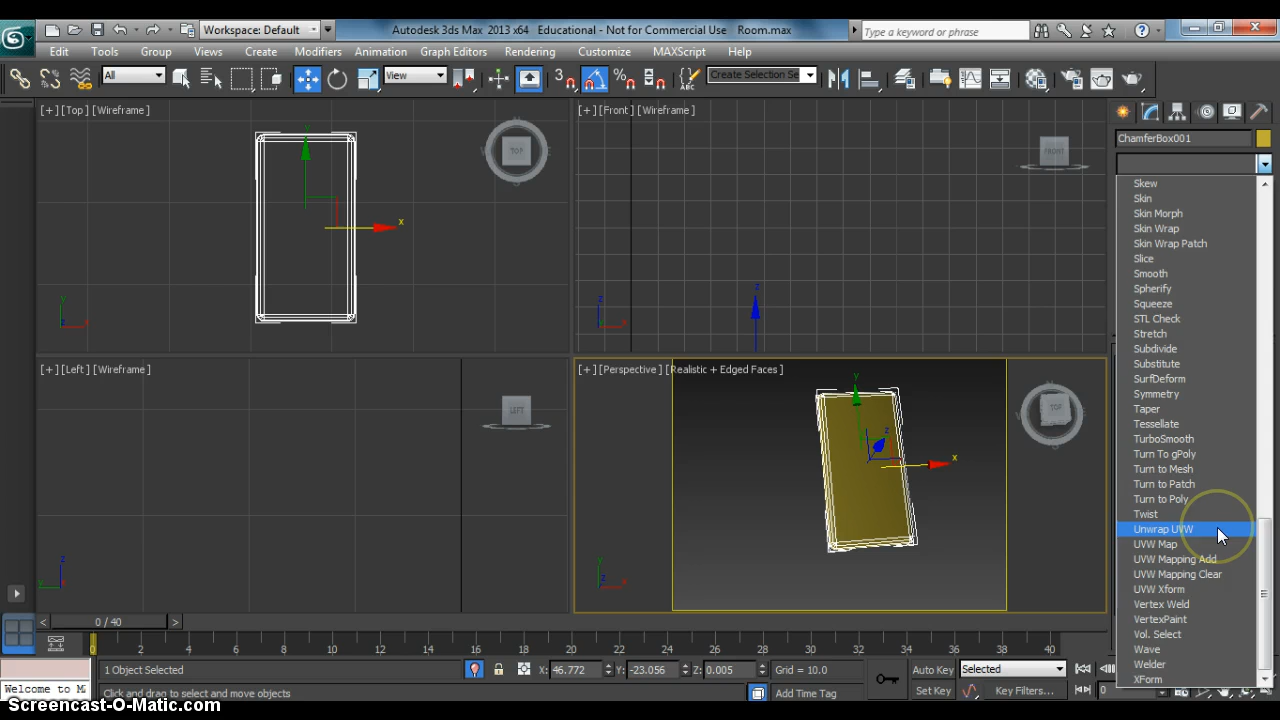 Workspace: Default
Autodesk 3ds Max 2013 x64
Educational - Not for Commercial Use
Room.max
Type a keyword or phrase
Edit Tools Group Views Create Modifiers Animation Graph Editors Rendering Customize MAXScript Help
All
View
3
Create Selection Se
[+] [Top] [Wireframe]
[+] [Front] [Wireframe]
[+] [Left] [Wireframe]
[+] [Perspective] [Realistic + Edged Faces]
TOP
FRONT
LEFT
TOP
ChamferBox001
Skew
Skin
Skin Morph
Skin Wrap
Skin Wrap Patch
Slice
Smooth
Spherify
Squeeze
STL Check
Stretch
Subdivide
Substitute
SurfDeform
Symmetry
Taper
Tessellate
TurboSmooth
Turn To gPoly
Turn to Mesh
Turn to Patch
Turn to Poly
Twist
Unwrap UVW
UVW Map
UVW Mapping Add
UVW Mapping Clear
UVW Xform
Vertex Weld
VertexPaint
Vol. Select
Wave
Welder
XForm
0 / 40
0 2 4 6 8 10 12 14 16 18 20 22 24 26 28 30 32 34 36 38 40
1 Object Selected
X: 46.772 Y: -23.056 Z: 0.005 Grid = 10.0
Auto Key Selected
Welcome to M
Click and drag to select and move objects
Add Time Tag
Set Key Key Filters...
0
Screencast-O-Matic.com